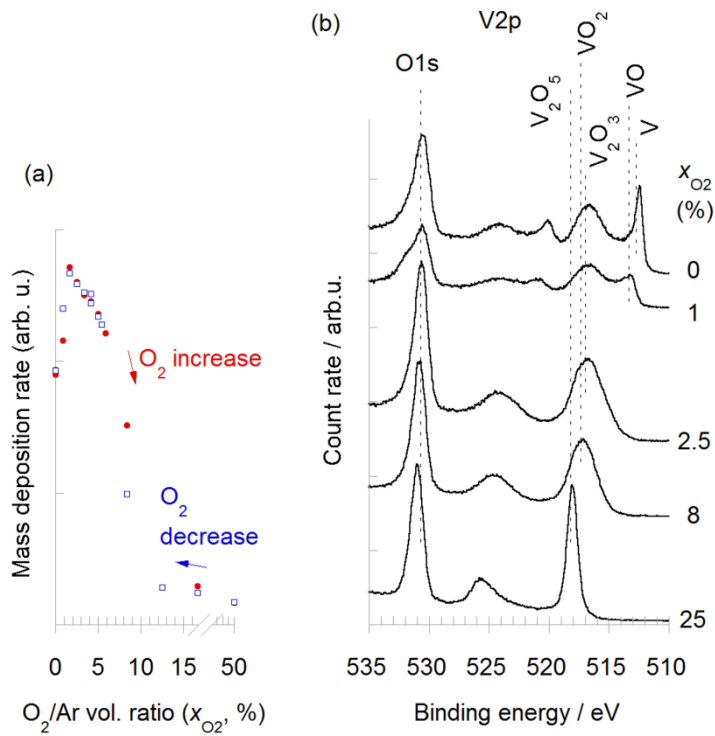 (a)
Mass deposition rate (arb. u.)
O₂ increase
O₂
decrease
0 5 10 15 50
O₂/Ar vol. ratio (x_O2, %)
(b)
V2p
O1s
V₂O₅
VO₂
V₂O₃
VO
V
x_O2
(%)
0
1
2.5
8
25
Count rate / arb.u.
535 530 525 520 515 510
Binding energy / eV